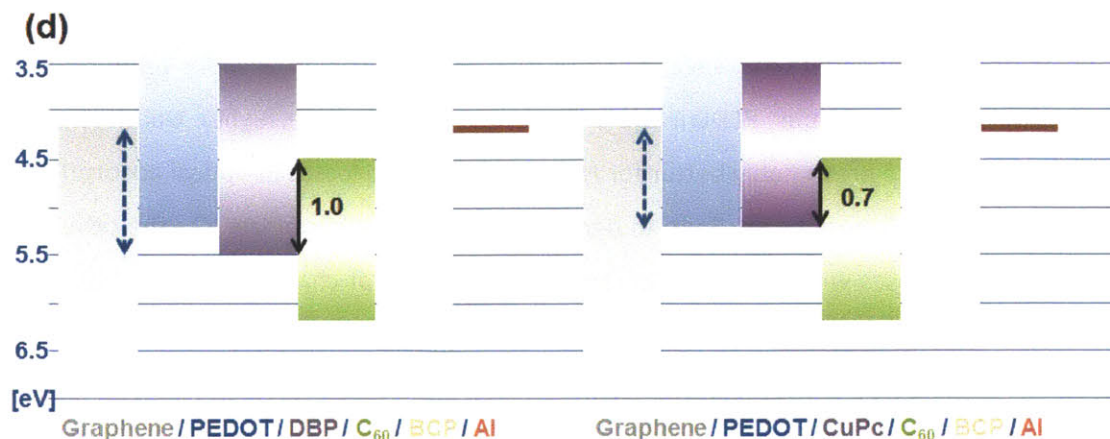 (d)
3.5
4.5
1.0
0.7
5.5
6.5
[eV]
Graphene / PEDOT / DBP / C60 / BCP / Al
Graphene / PEDOT / CuPc / C60 / BCP / Al